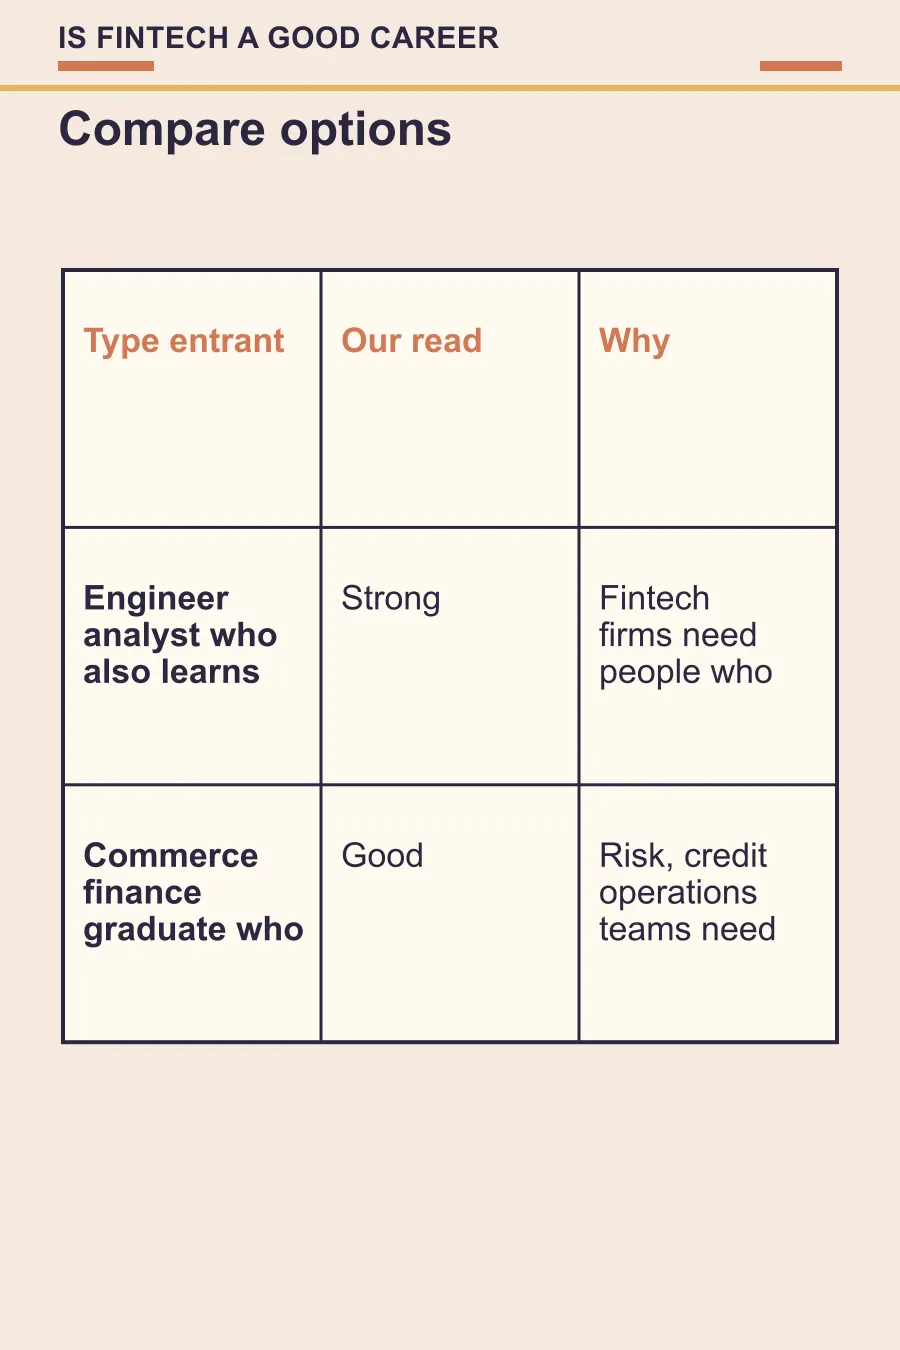 IS FINTECH A GOOD CAREER
Compare options
Type entrant
Our read
Why
Engineer
analyst who
also learns
Strong
Fintech
firms need
people who
Commerce
finance
graduate who
Good
Risk, credit
operations
teams need